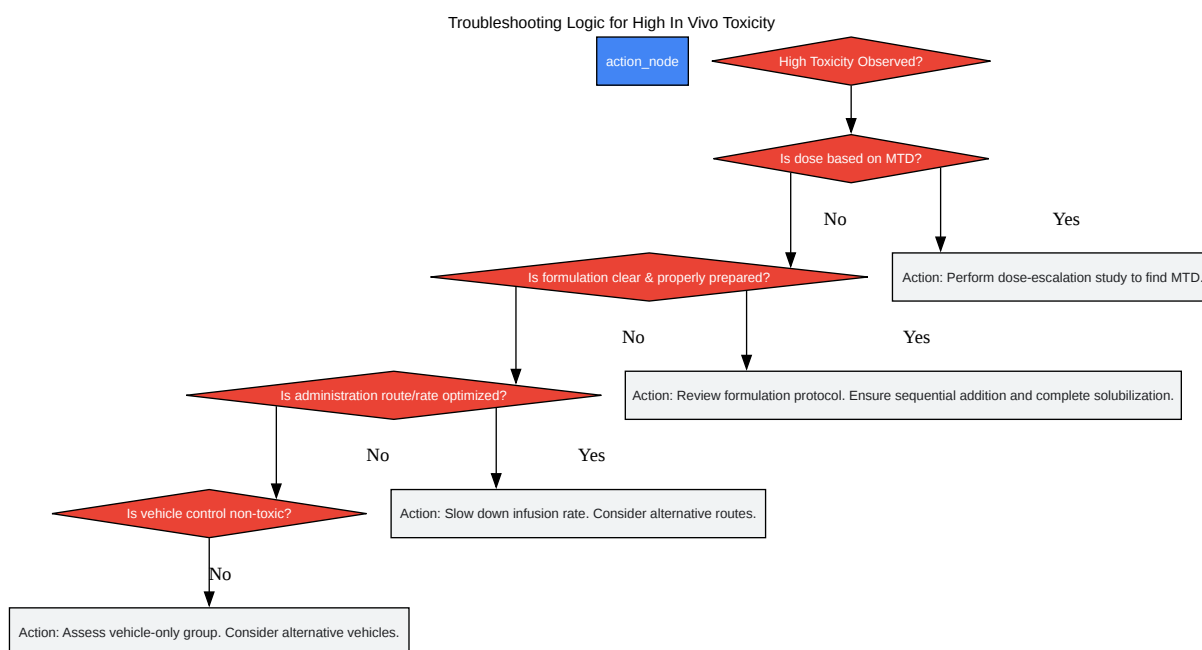 Troubleshooting Logic for High In Vivo Toxicity
action_node
High Toxicity Observed?
Is dose based on MTD?
No
Yes
Is formulation clear & properly prepared?
Action: Perform dose-escalation study to find MTD.
No
Yes
Is administration route/rate optimized?
Action: Review formulation protocol. Ensure sequential addition and complete solubilization.
No
Yes
Is vehicle control non-toxic?
Action: Slow down infusion rate. Consider alternative routes.
No
Action: Assess vehicle-only group. Consider alternative vehicles.